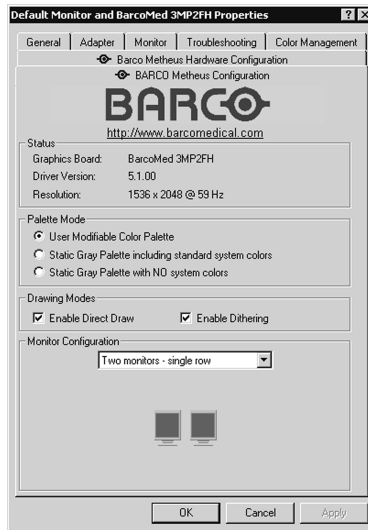 Default Monitor and BarcoMed 3MP2FH Properties
General Adapter Monitor Troubleshooting Color Management
Barco Metheus Hardware Configuration
BARCO Metheus Configuration
BARCO
http://www.barcomedical.com
Status
Graphics Board: BarcoMed 3MP2FH
Driver Version: 5.1.00
Resolution: 1536 x 2048 @ 59 Hz
Palette Mode
User Modifiable Color Palette
Static Gray Palette including standard system colors
Static Gray Palette with NO system colors
Drawing Modes
Enable Direct Draw Enable Dithering
Monitor Configuration
Two monitors - single row
OK Cancel Apply